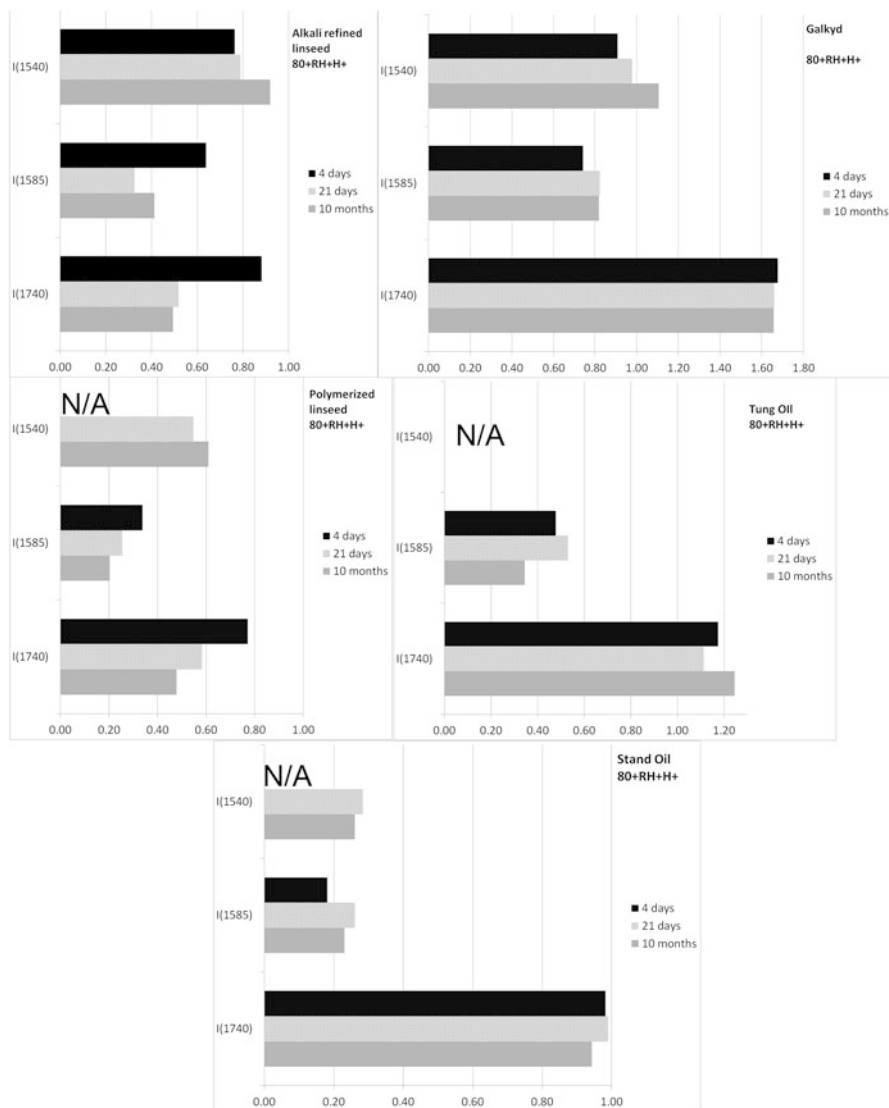 Alkali refined
linseed
80+RH+H+
I(1540)
I(1585)
I(1740)
4 days
21 days
10 months
0.00 0.20 0.40 0.60 0.80 1.00
Galkyd
80+RH+H+
I(1540)
I(1585)
I(1740)
4 days
21 days
10 months
0.00 0.20 0.40 0.60 0.80 1.00 1.20 1.40 1.60 1.80
N/A
Polymerized
linseed
80+RH+H+
I(1540)
I(1585)
I(1740)
4 days
21 days
10 months
0.00 0.20 0.40 0.60 0.80 1.00
Tung OIl
80+RH+H+
N/A
I(1540)
I(1585)
I(1740)
4 days
21 days
10 months
0.00 0.20 0.40 0.60 0.80 1.00 1.20
Stand Oil
80+RH+H+
N/A
I(1540)
I(1585)
I(1740)
4 days
21 days
10 months
0.00 0.20 0.40 0.60 0.80 1.00